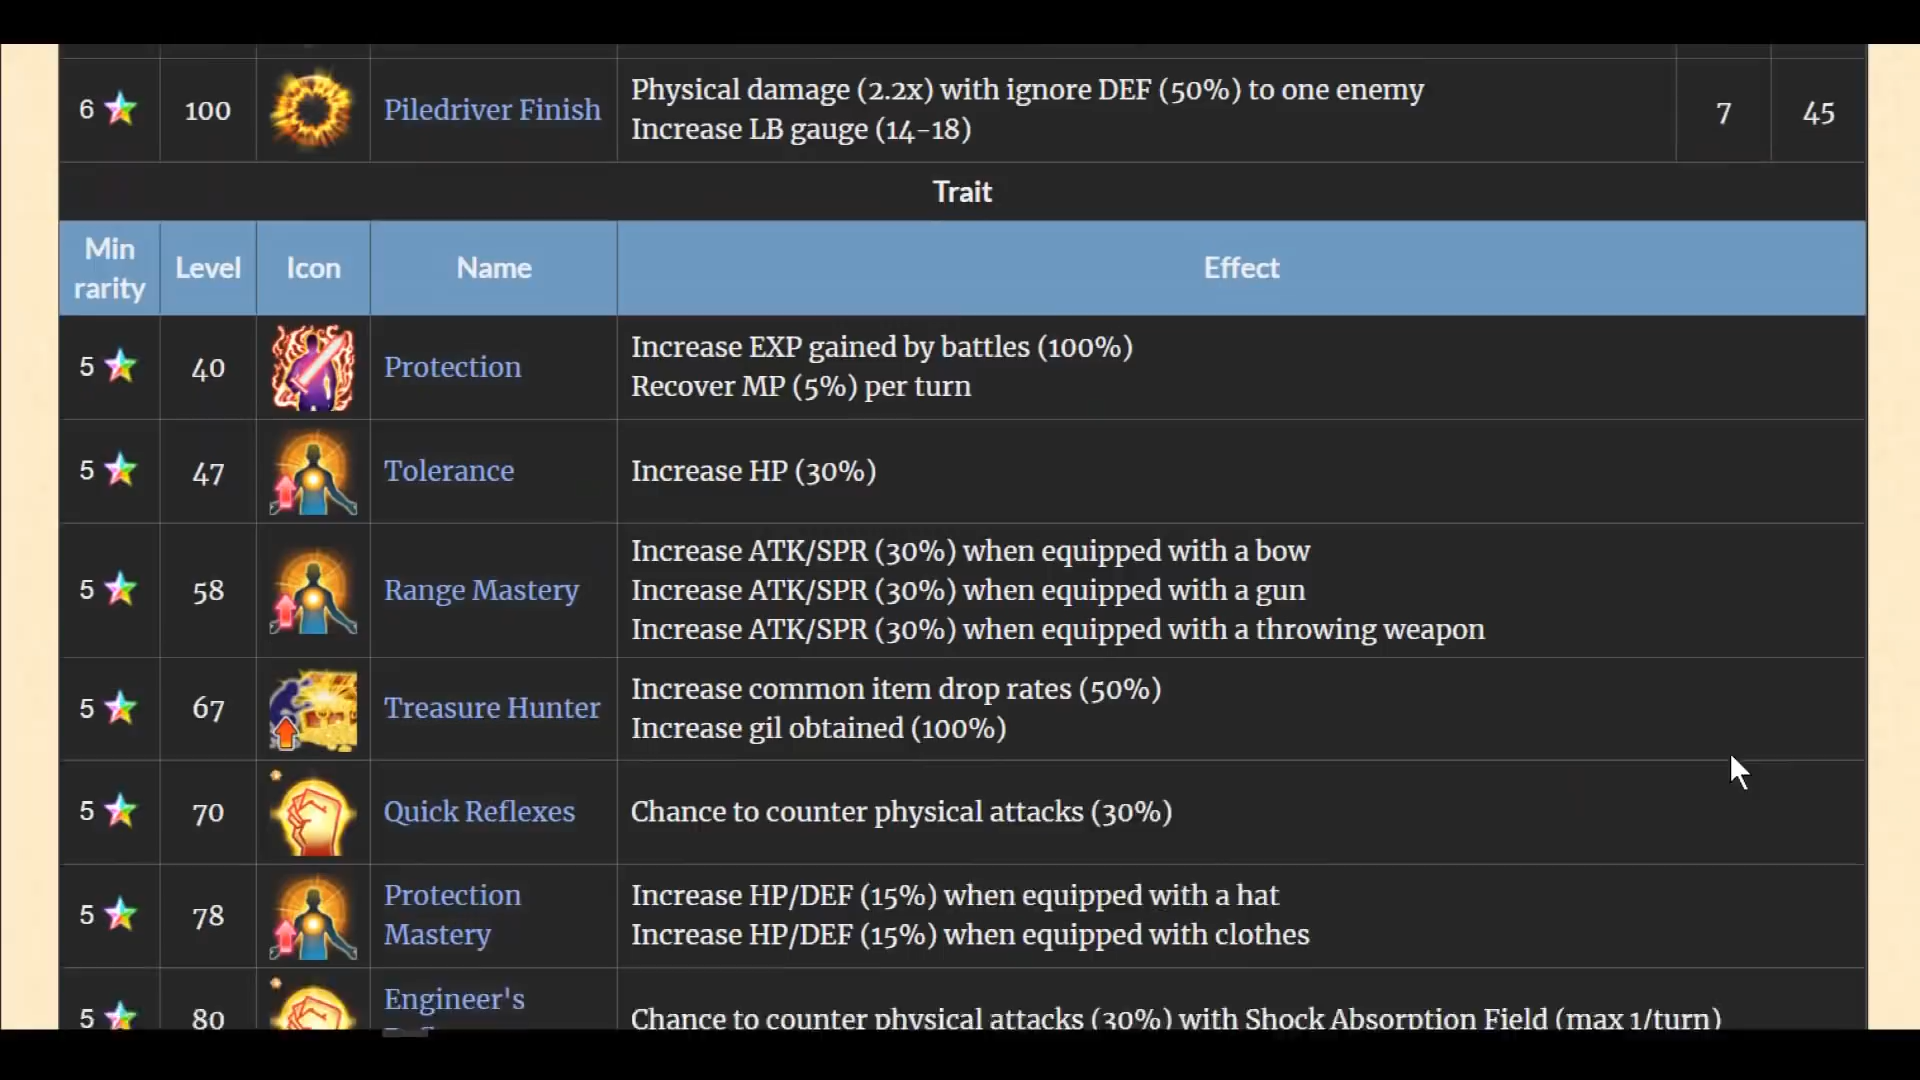 6 100 Piledriver Finish Physical damage (2.2x) with ignore DEF (50%) to one enemy 7 45
Increase LB gauge (14-18)
Trait
Min rarity Level Icon Name Effect
5 40 Protection Increase EXP gained by battles (100%)
Recover MP (5%) per turn
5 47 Tolerance Increase HP (30%)
5 58 Range Mastery Increase ATK/SPR (30%) when equipped with a bow
Increase ATK/SPR (30%) when equipped with a gun
Increase ATK/SPR (30%) when equipped with a throwing weapon
5 67 Treasure Hunter Increase common item drop rates (50%)
Increase gil obtained (100%)
5 70 Quick Reflexes Chance to counter physical attacks (30%)
5 78 Protection Mastery Increase HP/DEF (15%) when equipped with a hat
Increase HP/DEF (15%) when equipped with clothes
5 80 Engineer's Chance to counter physical attacks (30%) with Shock Absorption Field (max 1/turn)